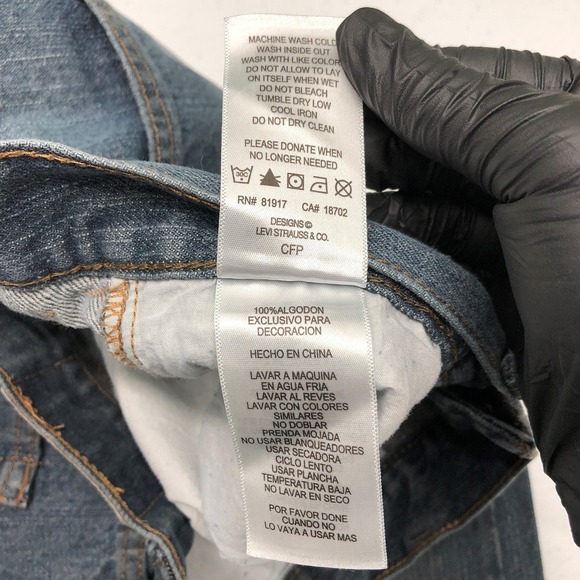 MACHINE WASH COLD
WASH INSIDE OUT
WASH WITH LIKE COLOR
DO NOT ALLOW TO LAY
ON ITSELF WHEN WET
DO NOT BLEACH
TUMBLE DRY LOW
COOL IRON
DO NOT DRY CLEAN
PLEASE DONATE WHEN
NO LONGER NEEDED
RN# 81917 CA# 18702
DESIGNS©
LEVI STRAUSS & CO.
CFP
100%ALGODON
EXCLUSIVO PARA
DECORACION
HECHO EN CHINA
LAVAR A MAQUINA
EN AGUA FRIA
LAVAR AL REVES
LAVAR CON COLORES
SIMILARES
NO DOBLAR
PRENDA MOJADA
NO USAR BLANQUEADORES
USAR SECADORA
CICLO LENTO
USAR PLANCHA
TEMPERATURA BAJA
NO LAVAR EN SECO
POR FAVOR DONE
CUANDO NO
LO VAYA A USAR MAS